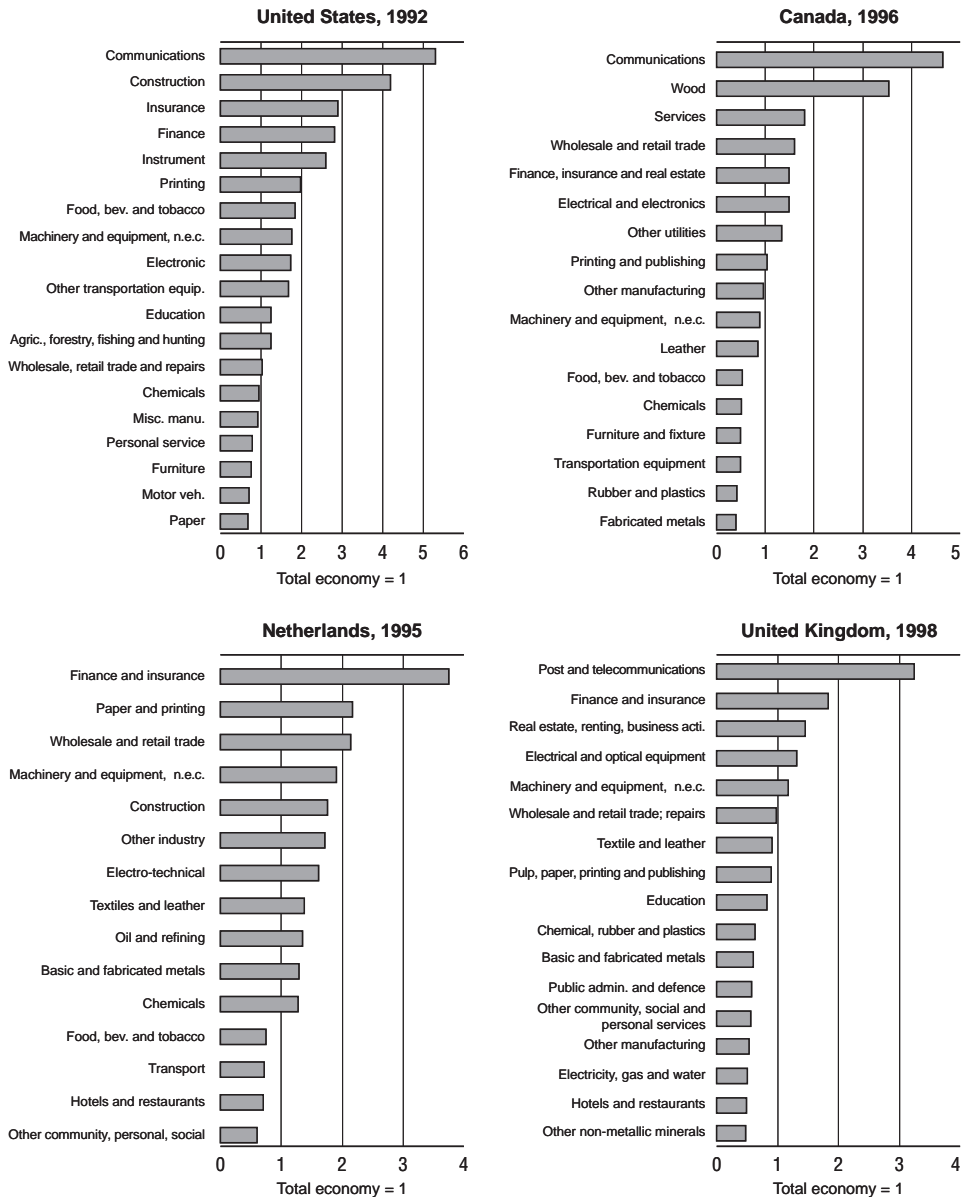 United States, 1992
Communications
Construction
Insurance
Finance
Instrument
Printing
Food, bev. and tobacco
Machinery and equipment, n.e.c.
Electronic
Other transportation equip.
Education
Agric., forestry, fishing and hunting
Wholesale, retail trade and repairs
Chemicals
Misc. manu.
Personal service
Furniture
Motor veh.
Paper
0 1 2 3 4 5 6
Total economy = 1
Canada, 1996
Communications
Wood
Services
Wholesale and retail trade
Finance, insurance and real estate
Electrical and electronics
Other utilities
Printing and publishing
Other manufacturing
Machinery and equipment, n.e.c.
Leather
Food, bev. and tobacco
Chemicals
Furniture and fixture
Transportation equipment
Rubber and plastics
Fabricated metals
0 1 2 3 4 5
Total economy = 1
Netherlands, 1995
Finance and insurance
Paper and printing
Wholesale and retail trade
Machinery and equipment, n.e.c.
Construction
Other industry
Electro-technical
Textiles and leather
Oil and refining
Basic and fabricated metals
Chemicals
Food, bev. and tobacco
Transport
Hotels and restaurants
Other community, personal, social
0 1 2 3 4
Total economy = 1
United Kingdom, 1998
Post and telecommunications
Finance and insurance
Real estate, renting, business acti.
Electrical and optical equipment
Machinery and equipment, n.e.c.
Wholesale and retail trade; repairs
Textile and leather
Pulp, paper, printing and publishing
Education
Chemical, rubber and plastics
Basic and fabricated metals
Public admin. and defence
Other community, social and
personal services
Other manufacturing
Electricity, gas and water
Hotels and restaurants
Other non-metallic minerals
0 1 2 3 4
Total economy = 1